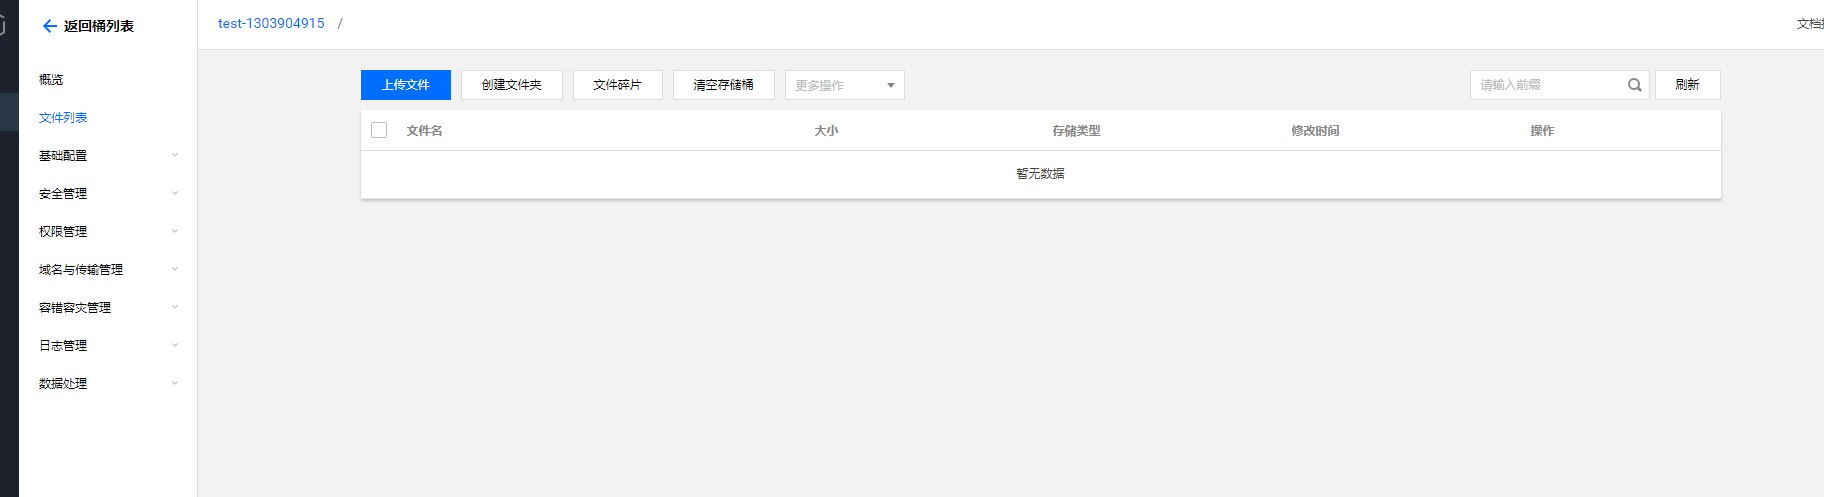 返回桶列表
test-1303904915 /
文档
概览
文件列表
基础配置
安全管理
权限管理
域名与传输管理
容错容灾管理
日志管理
数据处理
上传文件 创建文件夹 文件碎片 清空存储桶 更多操作 请输入前缀 刷新
文件名 大小 存储类型 修改时间 操作
暂无数据